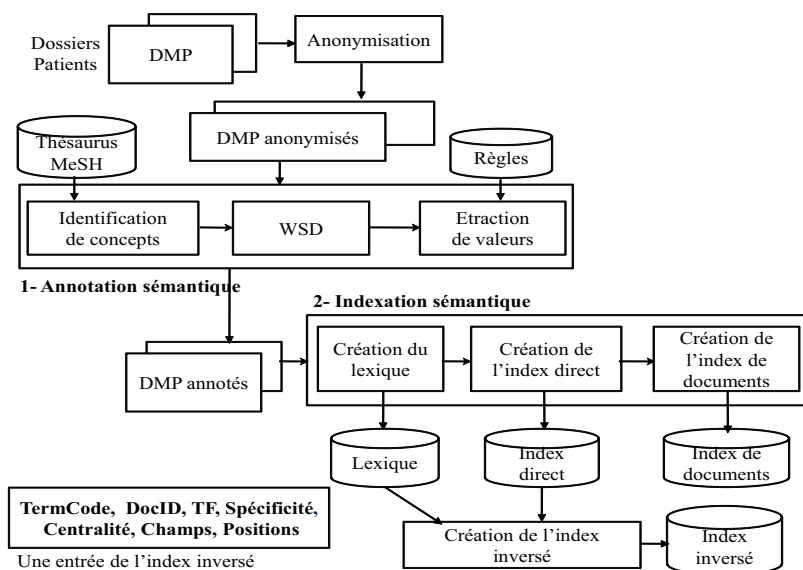 Dossiers
Patients
DMP
Anonymisation
DMP anonymisés
Thésaurus
MeSH
Règles
Identification
de concepts
WSD
Etraction
de valeurs
1- Annotation sémantique
2- Indexation sémantique
DMP annotés
Création du
lexique
Création de
l’index direct
Création de
l’index de
documents
Lexique
Index
direct
Index de
documents
TermCode, DocID, TF, Spécificité,
Centralité, Champs, Positions
Une entrée de l’index inversé
Création de l’index
inversé
Index
inversé